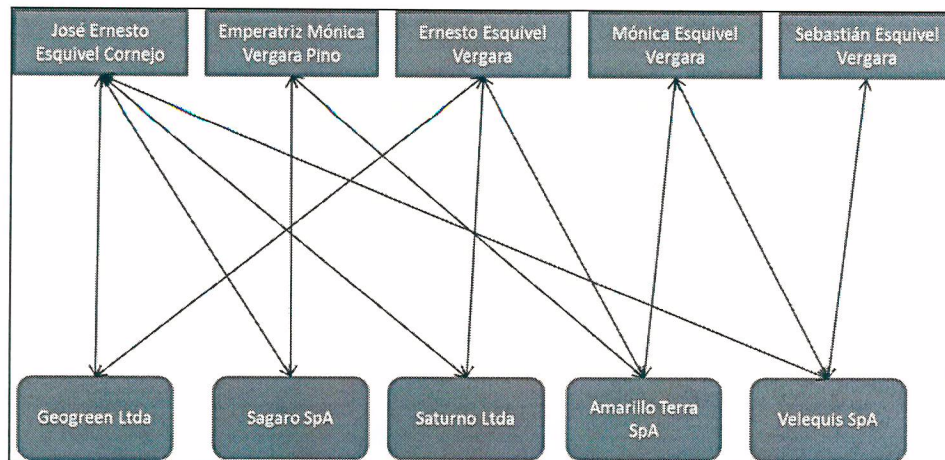 José Ernesto
Esquivel Cornejo
Emperatriz Mónica
Vergara Pino
Ernesto Esquivel
Vergara
Mónica Esquivel
Vergara
Sebastián Esquivel
Vergara
Geogreen Ltda
Sagaro SpA
Saturno Ltda
Amarillo Terra
SpA
Velequis SpA